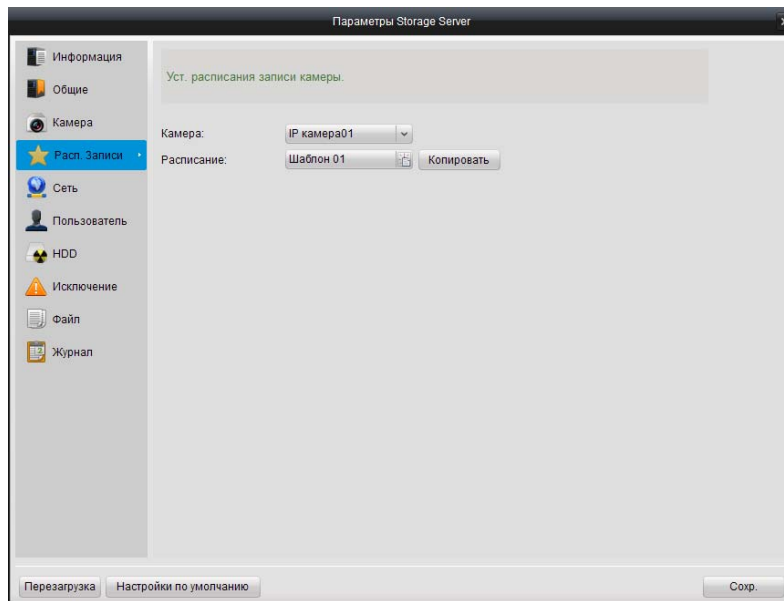 Параметры Storage Server
Информация
Общие
Камера
Расп. Записи
Сеть
Пользователь
HDD
Исключение
Файл
Журнал
Уст. расписания записи камеры.
Камера: IP камера01
Расписание: Шаблон 01 Копировать
Перезагрузка Настройки по умолчанию Сохр.